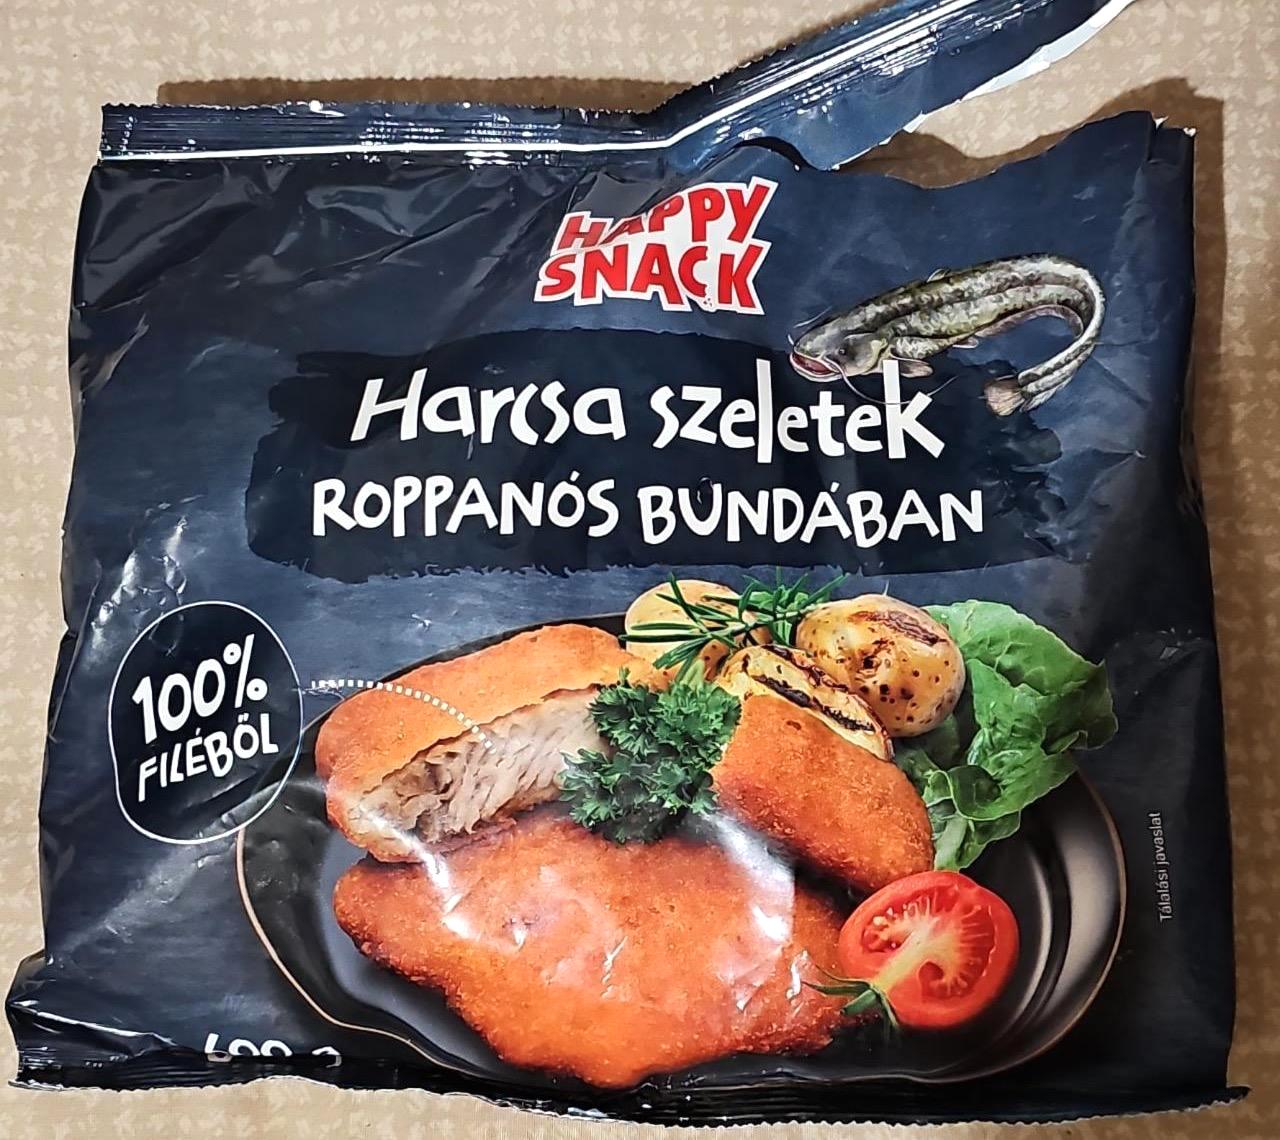 HAPPY
SNACK
Harcsa szeletek
ROPPANÓS BUNDÁBAN
100%
FILÉBŐL
Tálalási javaslat